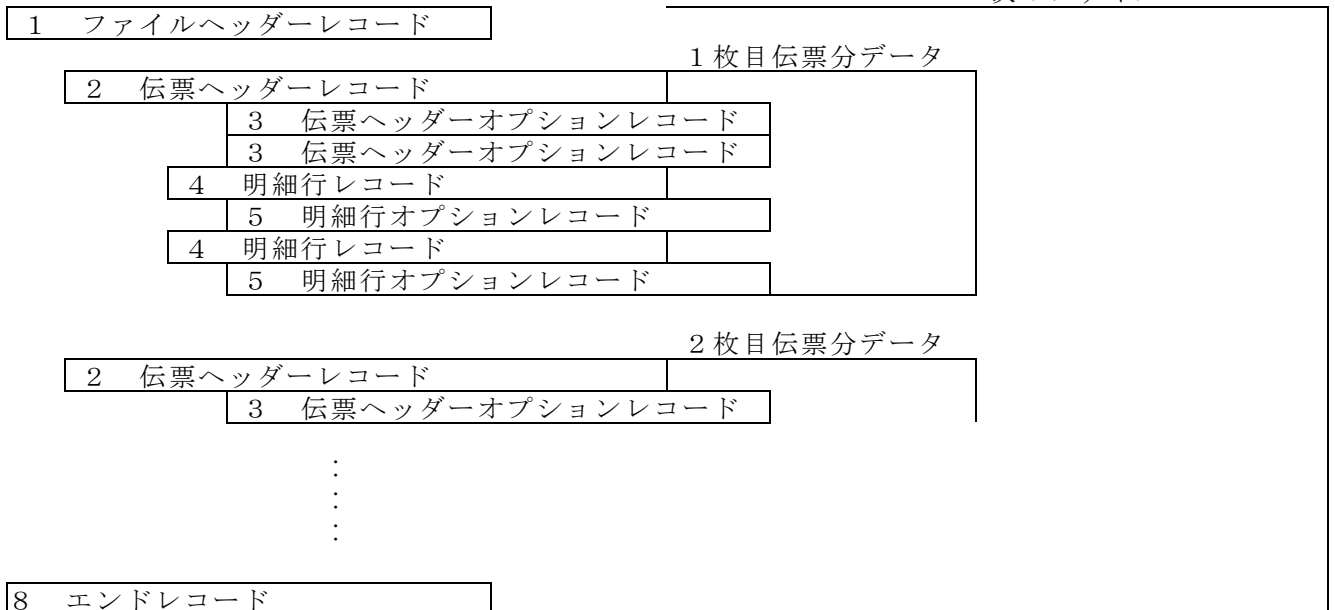 1 ファイルヘッダーレコード
1枚目伝票分データ
2 伝票ヘッダーレコード
3 伝票ヘッダーオプションレコード
3 伝票ヘッダーオプションレコード
4 明細行レコード
5 明細行オプションレコード
4 明細行レコード
5 明細行オプションレコード
2枚目伝票分データ
2 伝票ヘッダーレコード
3 伝票ヘッダーオプションレコード
:
:
:
8 エンドレコード